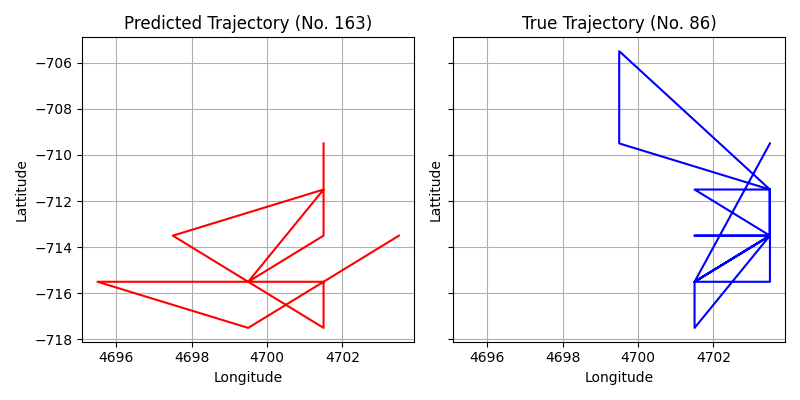 Predicted Trajectory (No. 163)
True Trajectory (No. 86)
Lattitude
−706
−708
−710
−712
−714
−716
−718
4696
4698
4700
4702
Longitude
Lattitude
4696
4698
4700
4702
Longitude